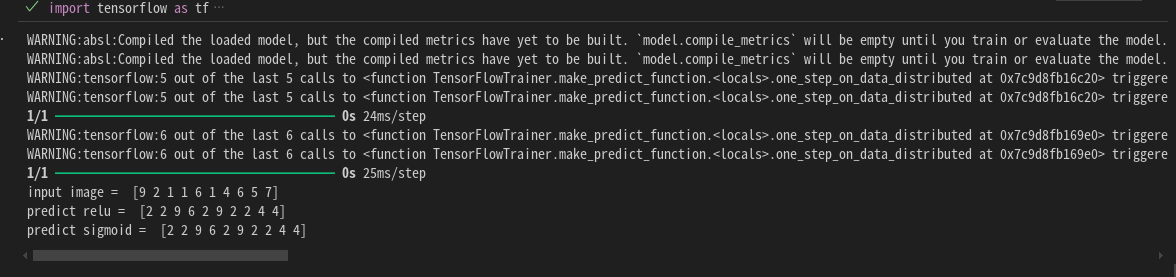 import tensorflow as tf ···
WARNING:absl:Compiled the loaded model, but the compiled metrics have yet to be built. `model.compile_metrics` will be empty until you train or evaluate the model.
WARNING:absl:Compiled the loaded model, but the compiled metrics have yet to be built. `model.compile_metrics` will be empty until you train or evaluate the model.
WARNING:tensorflow:5 out of the last 5 calls to <function TensorFlowTrainer.make_predict_function.<locals>.one_step_on_data_distributed at 0x7c9d8fb16c20> triggere
WARNING:tensorflow:5 out of the last 5 calls to <function TensorFlowTrainer.make_predict_function.<locals>.one_step_on_data_distributed at 0x7c9d8fb16c20> triggere
1/1 ━━━━━━━━━━━━━━━━━━━━ 0s 24ms/step
WARNING:tensorflow:6 out of the last 6 calls to <function TensorFlowTrainer.make_predict_function.<locals>.one_step_on_data_distributed at 0x7c9d8fb169e0> triggere
WARNING:tensorflow:6 out of the last 6 calls to <function TensorFlowTrainer.make_predict_function.<locals>.one_step_on_data_distributed at 0x7c9d8fb169e0> triggere
1/1 ━━━━━━━━━━━━━━━━━━━━ 0s 25ms/step
input image =  [9 2 1 1 6 1 4 6 5 7]
predict relu =  [2 2 9 6 2 9 2 2 4 4]
predict sigmoid =  [2 2 9 6 2 9 2 2 4 4]